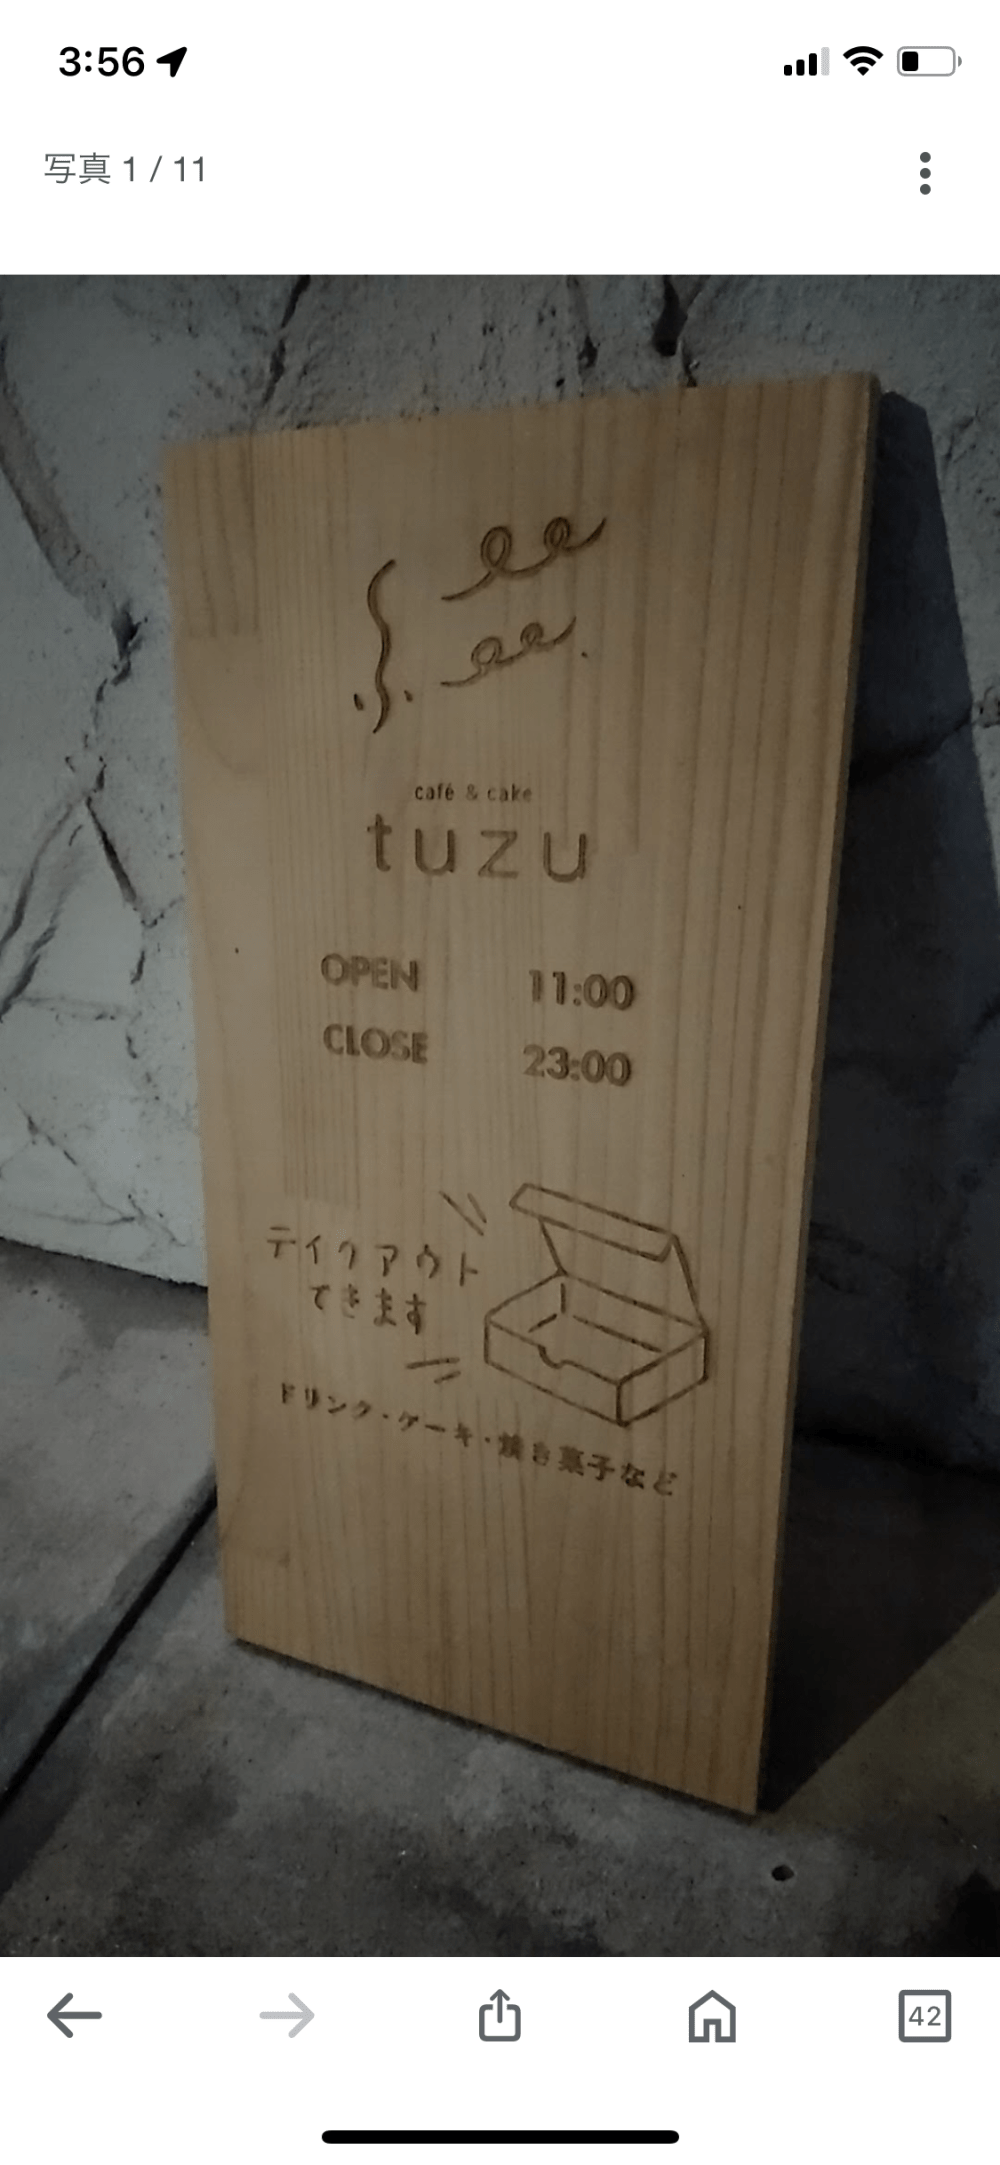 3:56
写真 1 / 11
café & cake
tuzu
OPEN 11:00
CLOSE 23:00
テイクアウト
できます
ドリンク・ケーキ・焼き菓子など
42